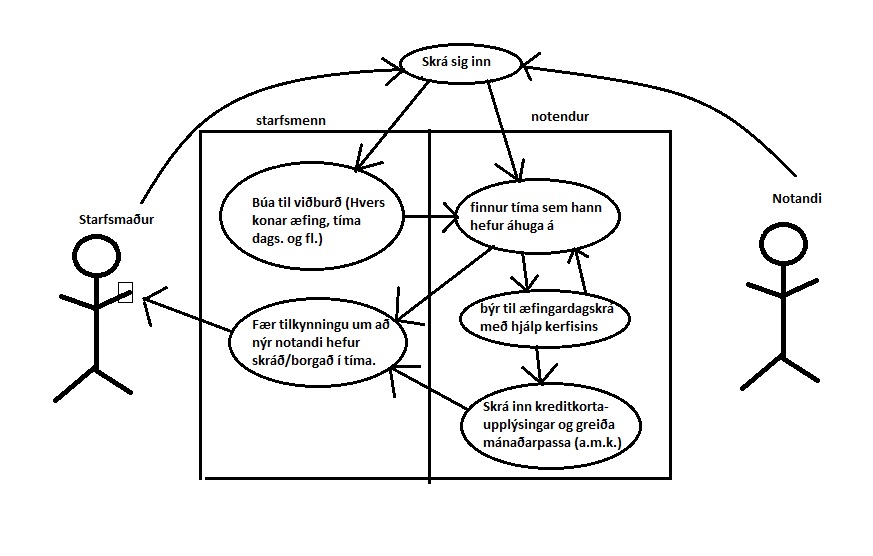 Skrá sig inn
starfsmenn
notendur
Starfsmaður
Notandi
Búa til viðburð (Hvers
konar æfing, tíma
dags. og fl.)
finnur tíma sem hann
hefur áhuga á
býr til æfingardagskrá
með hjálp kerfisins
Fær tilkynningu um að
nýr notandi hefur
skráð/borgað í tíma.
Skrá inn kreditkorta-
upplýsingar og greiða
mánaðarpassa (a.m.k.)